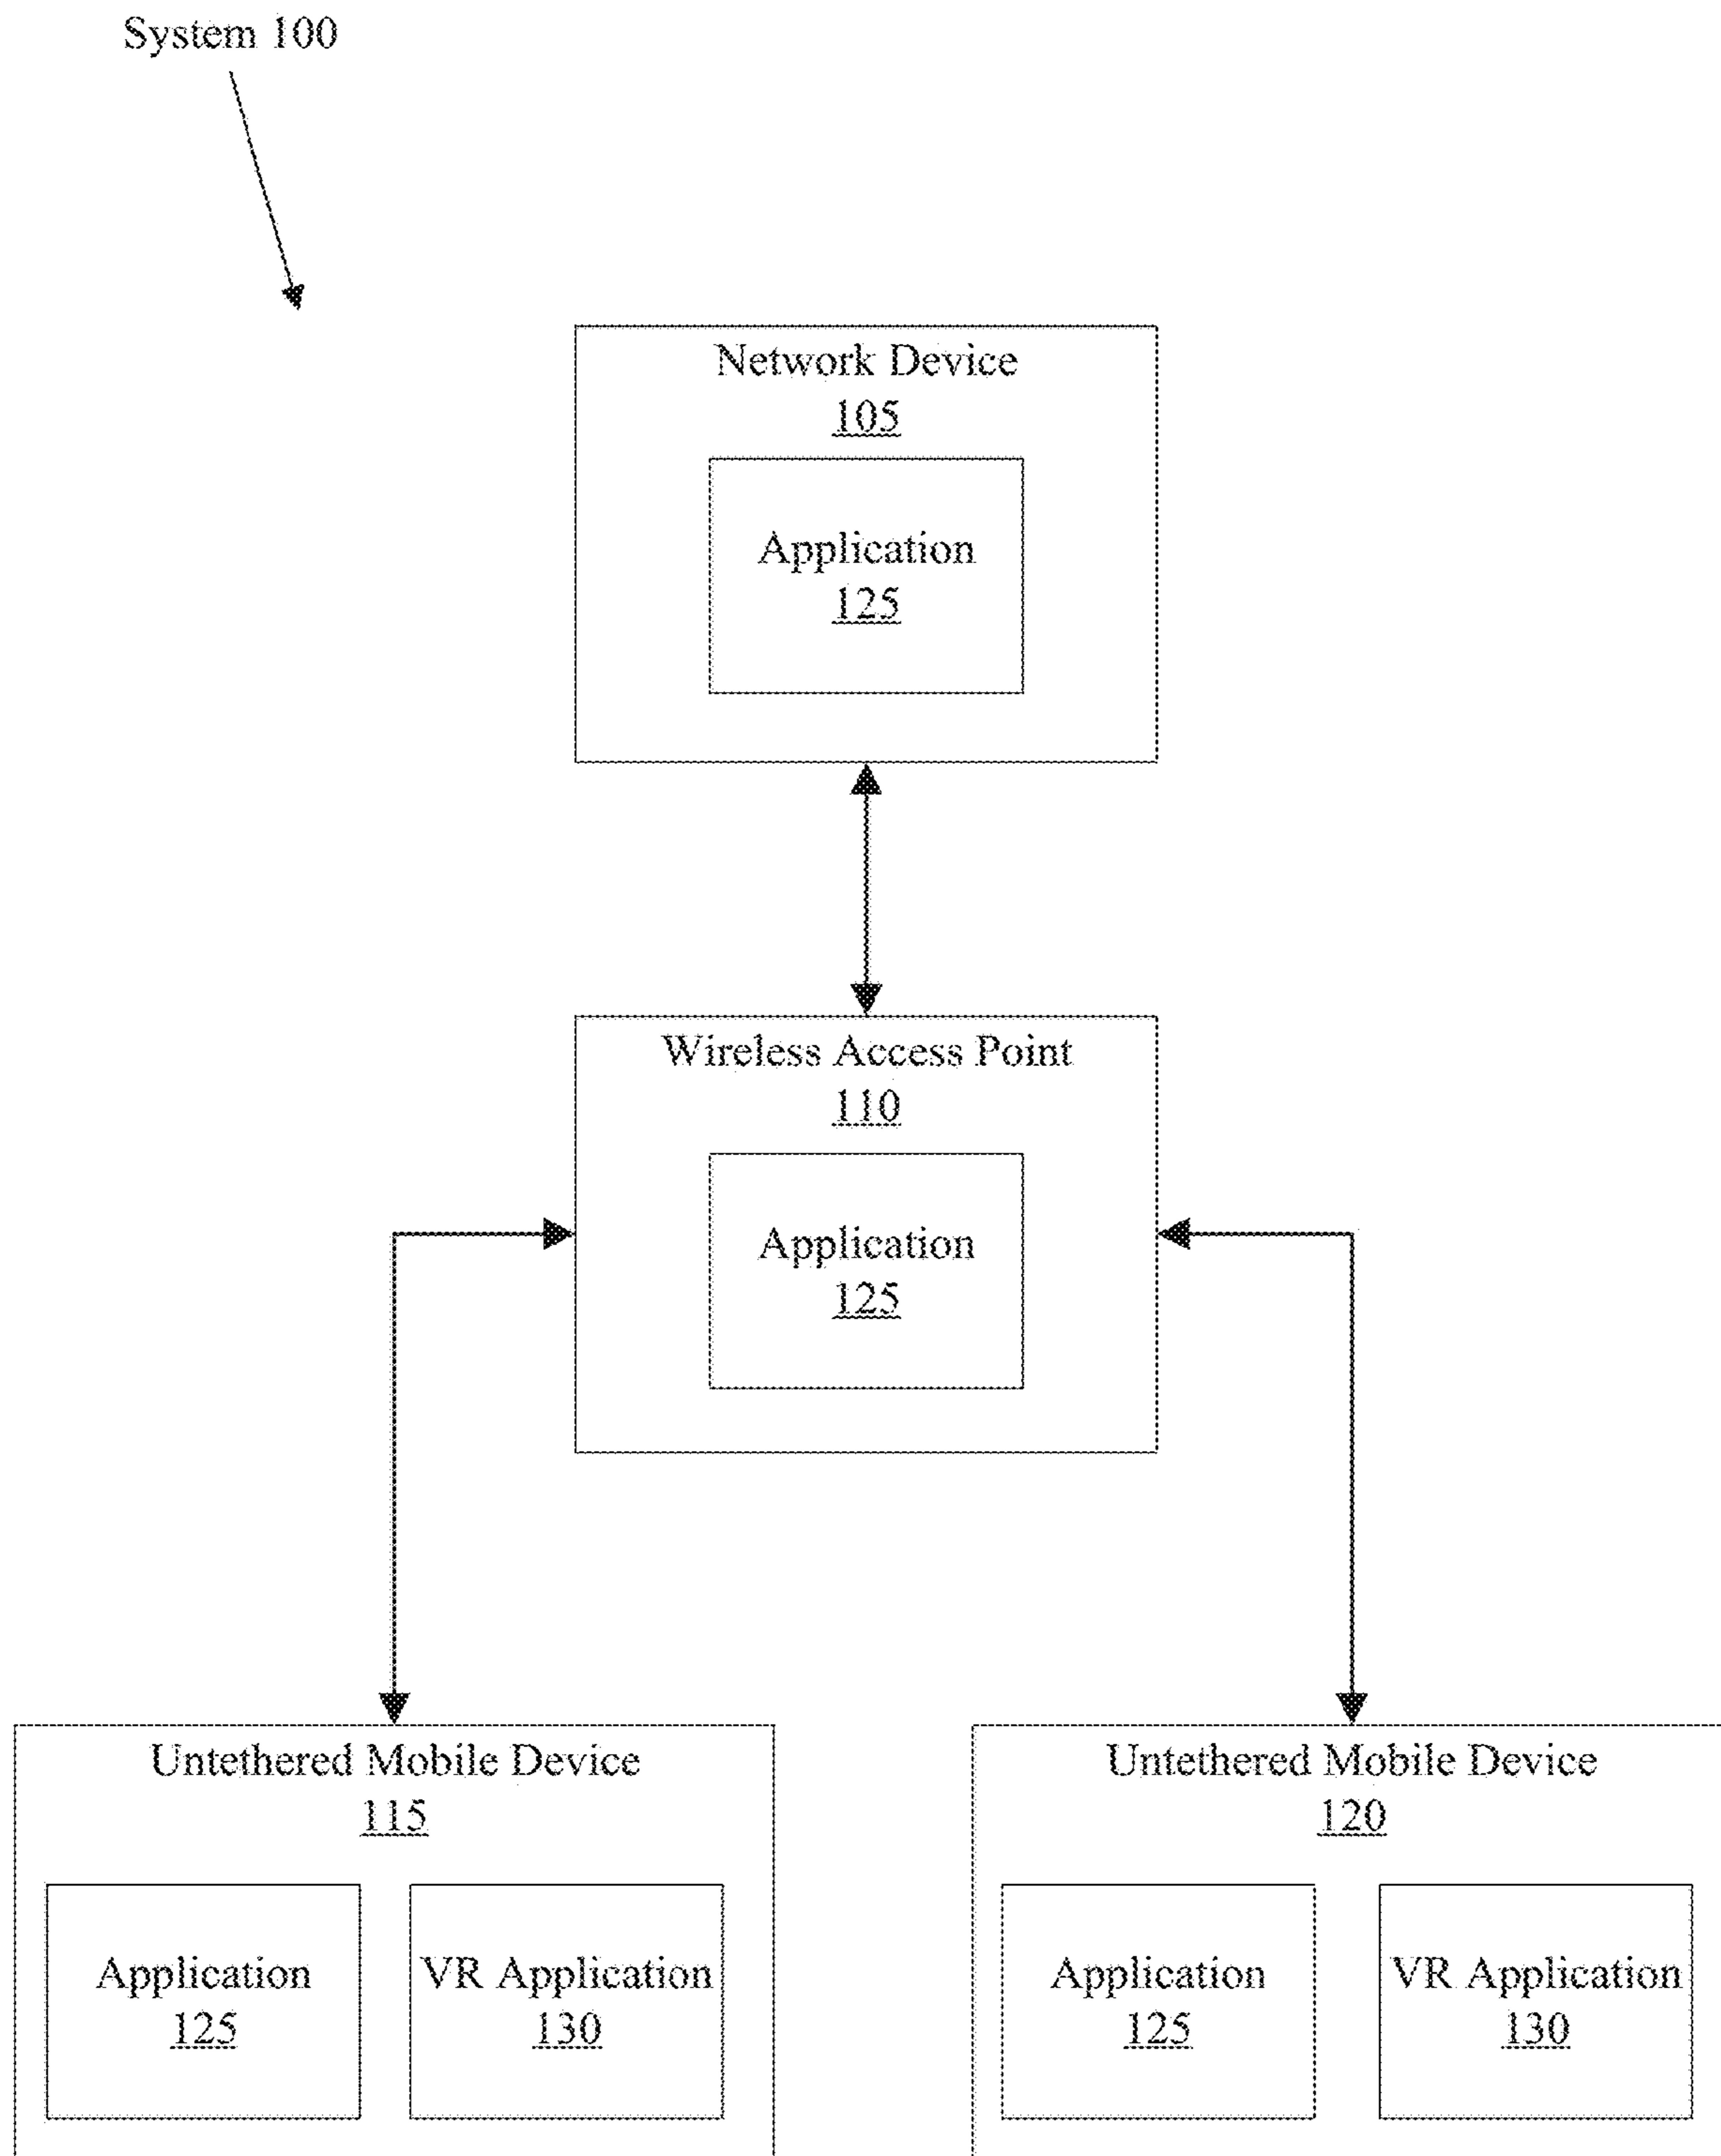 System 100
Network Device
105
Application
125
Wireless Access Point
110
Application
125
Untethered Mobile Device
115
Application
125
VR Application
130
Untethered Mobile Device
120
Application
125
VR Application
130